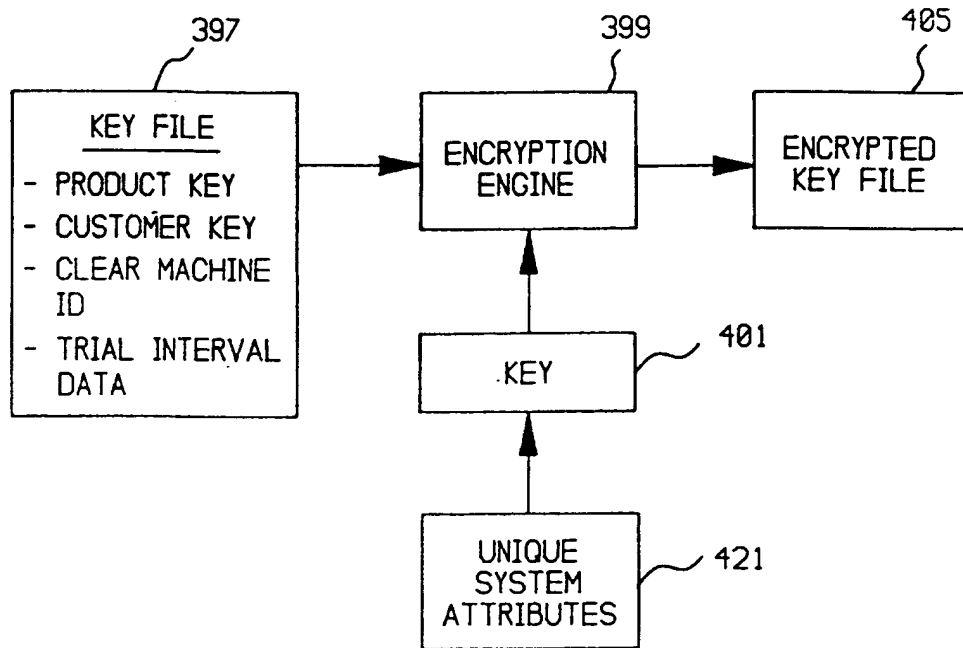 397
399
405
KEY FILE
- PRODUCT KEY
- CUSTOMER KEY
- CLEAR MACHINE
ID
- TRIAL INTERVAL
DATA
ENCRYPTION
ENGINE
ENCRYPTED
KEY FILE
KEY
401
UNIQUE
SYSTEM
ATTRIBUTES
421